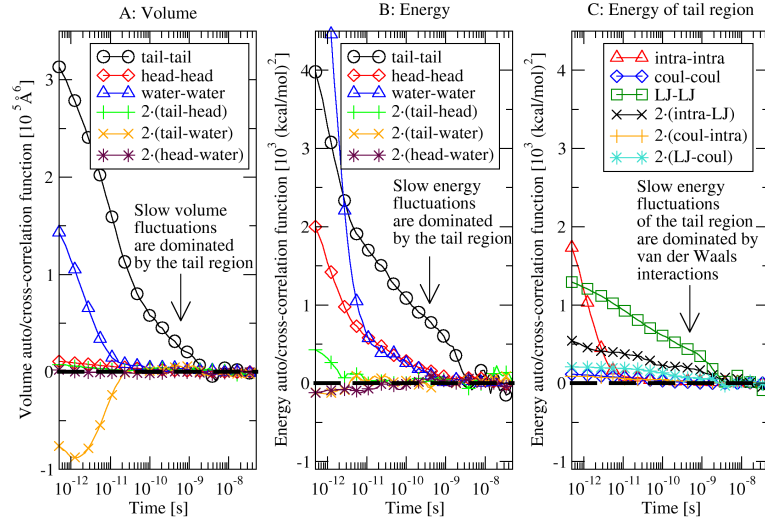 A: Volume
Volume auto/cross-correlation function [10^5 Å^6]
3
2
1
0
-1
tail-tail
head-head
water-water
2·(tail-head)
2·(tail-water)
2·(head-water)
Slow volume
fluctuations
are dominated
by the tail region
10^-12 10^-11 10^-10 10^-9 10^-8
Time [s]
B: Energy
Energy auto/cross-correlation function [10^3 (kcal/mol)^2]
4
3
2
1
0
-1
tail-tail
head-head
water-water
2·(tail-head)
2·(tail-water)
2·(head-water)
Slow energy
fluctuations
are dominated
by the tail region
10^-12 10^-11 10^-10 10^-9 10^-8
Time [s]
C: Energy of tail region
Energy auto/cross-correlation function [10^3 (kcal/mol)^2]
4
3
2
1
0
-1
intra-intra
coul-coul
LJ-LJ
2·(intra-LJ)
2·(coul-intra)
2·(LJ-coul)
Slow energy
fluctuations
of the tail region
are dominated by
van der Waals
interactions
10^-12 10^-11 10^-10 10^-9 10^-8
Time [s]